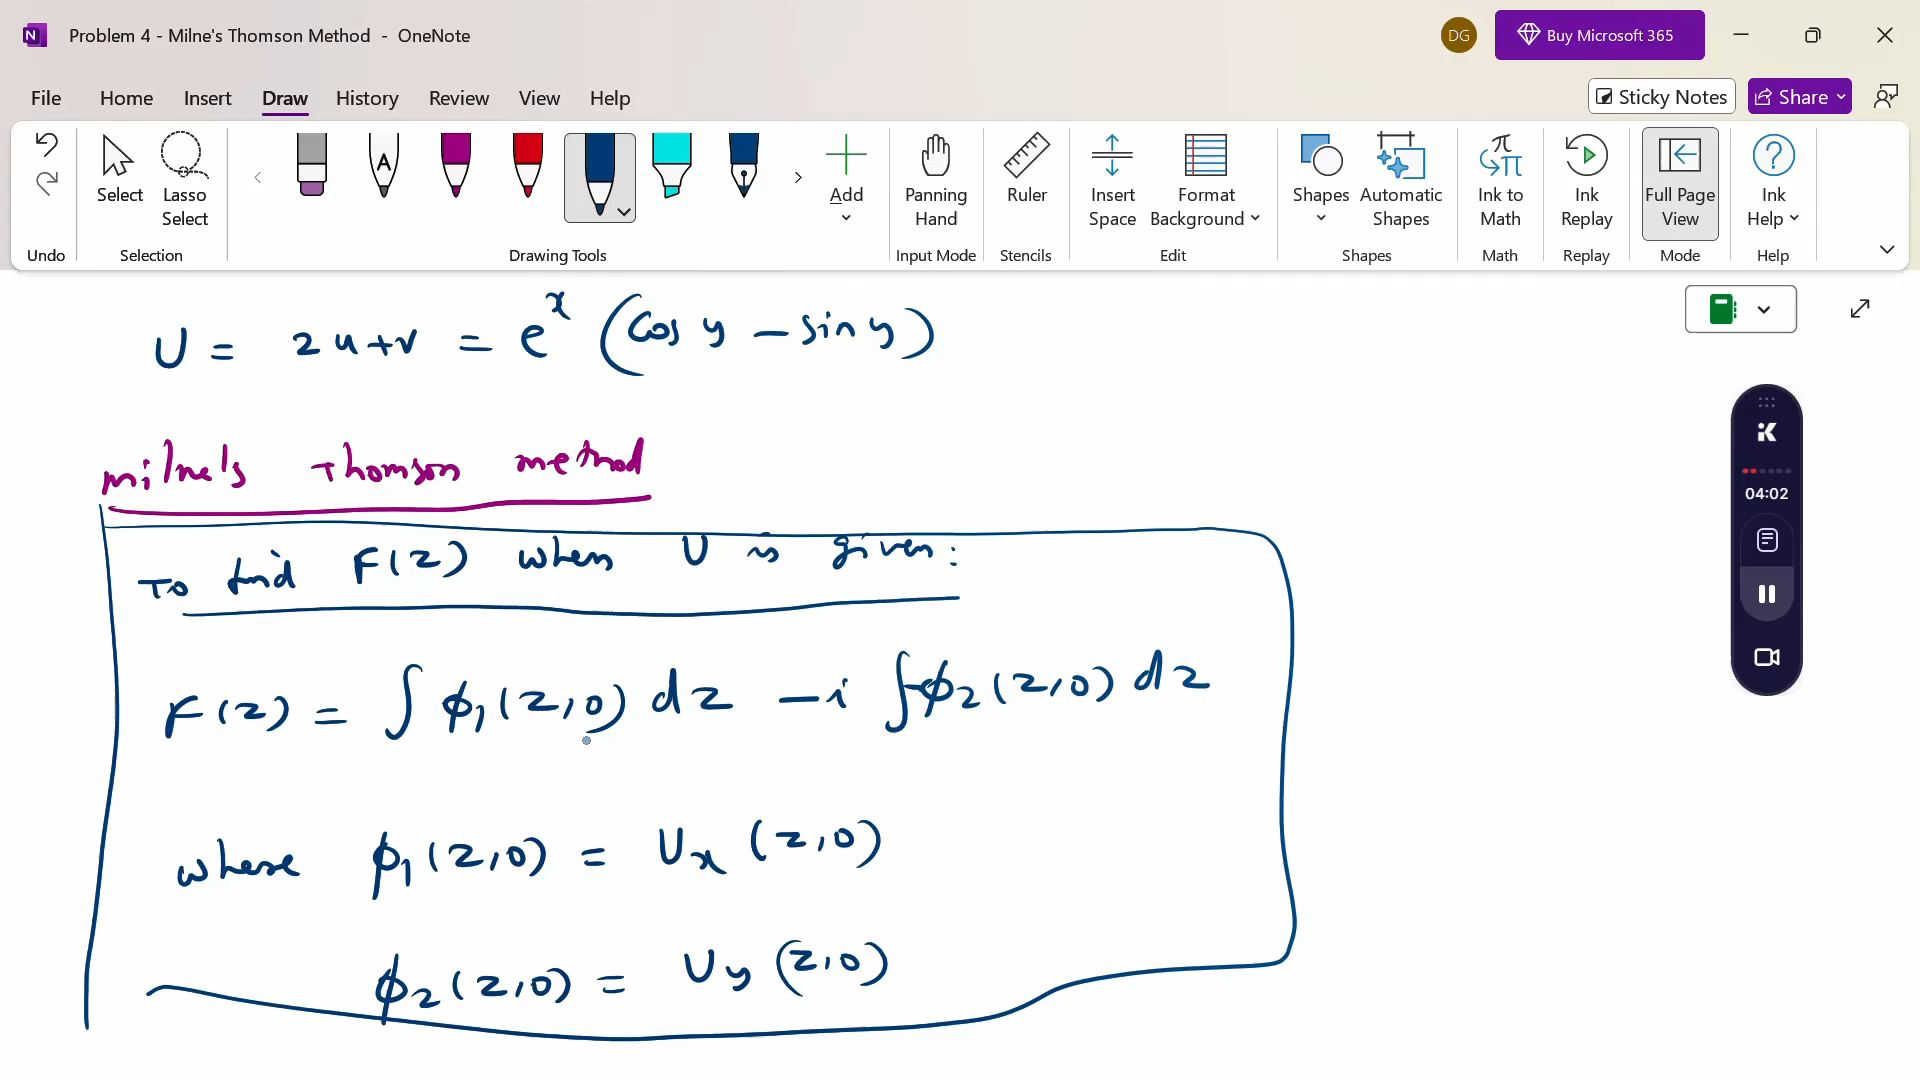 Problem 4 - Milne's Thomson Method - OneNote
DG
Buy Microsoft 365
File Home Insert Draw History Review View Help
Sticky Notes
Share
Undo
Select
Lasso Select
Selection
A
Drawing Tools
Add
Panning Hand
Input Mode
Ruler
Stencils
Insert Space
Format Background
Edit
Shapes
Automatic Shapes
Shapes
Ink to Math
Math
Ink Replay
Replay
Full Page View
Mode
Ink Help
Help
U = 2u+v = e^x (Cos y - sin y)
milne's Thomson method
To find F(z) when U is given:
F(z) = ∫ ϕ₁(z,0) dz - i ∫ ϕ₂(z,0) dz
where ϕ₁(z,0) = Uₓ (z,0)
ϕ₂(z,0) = U_y (z,0)
04:02